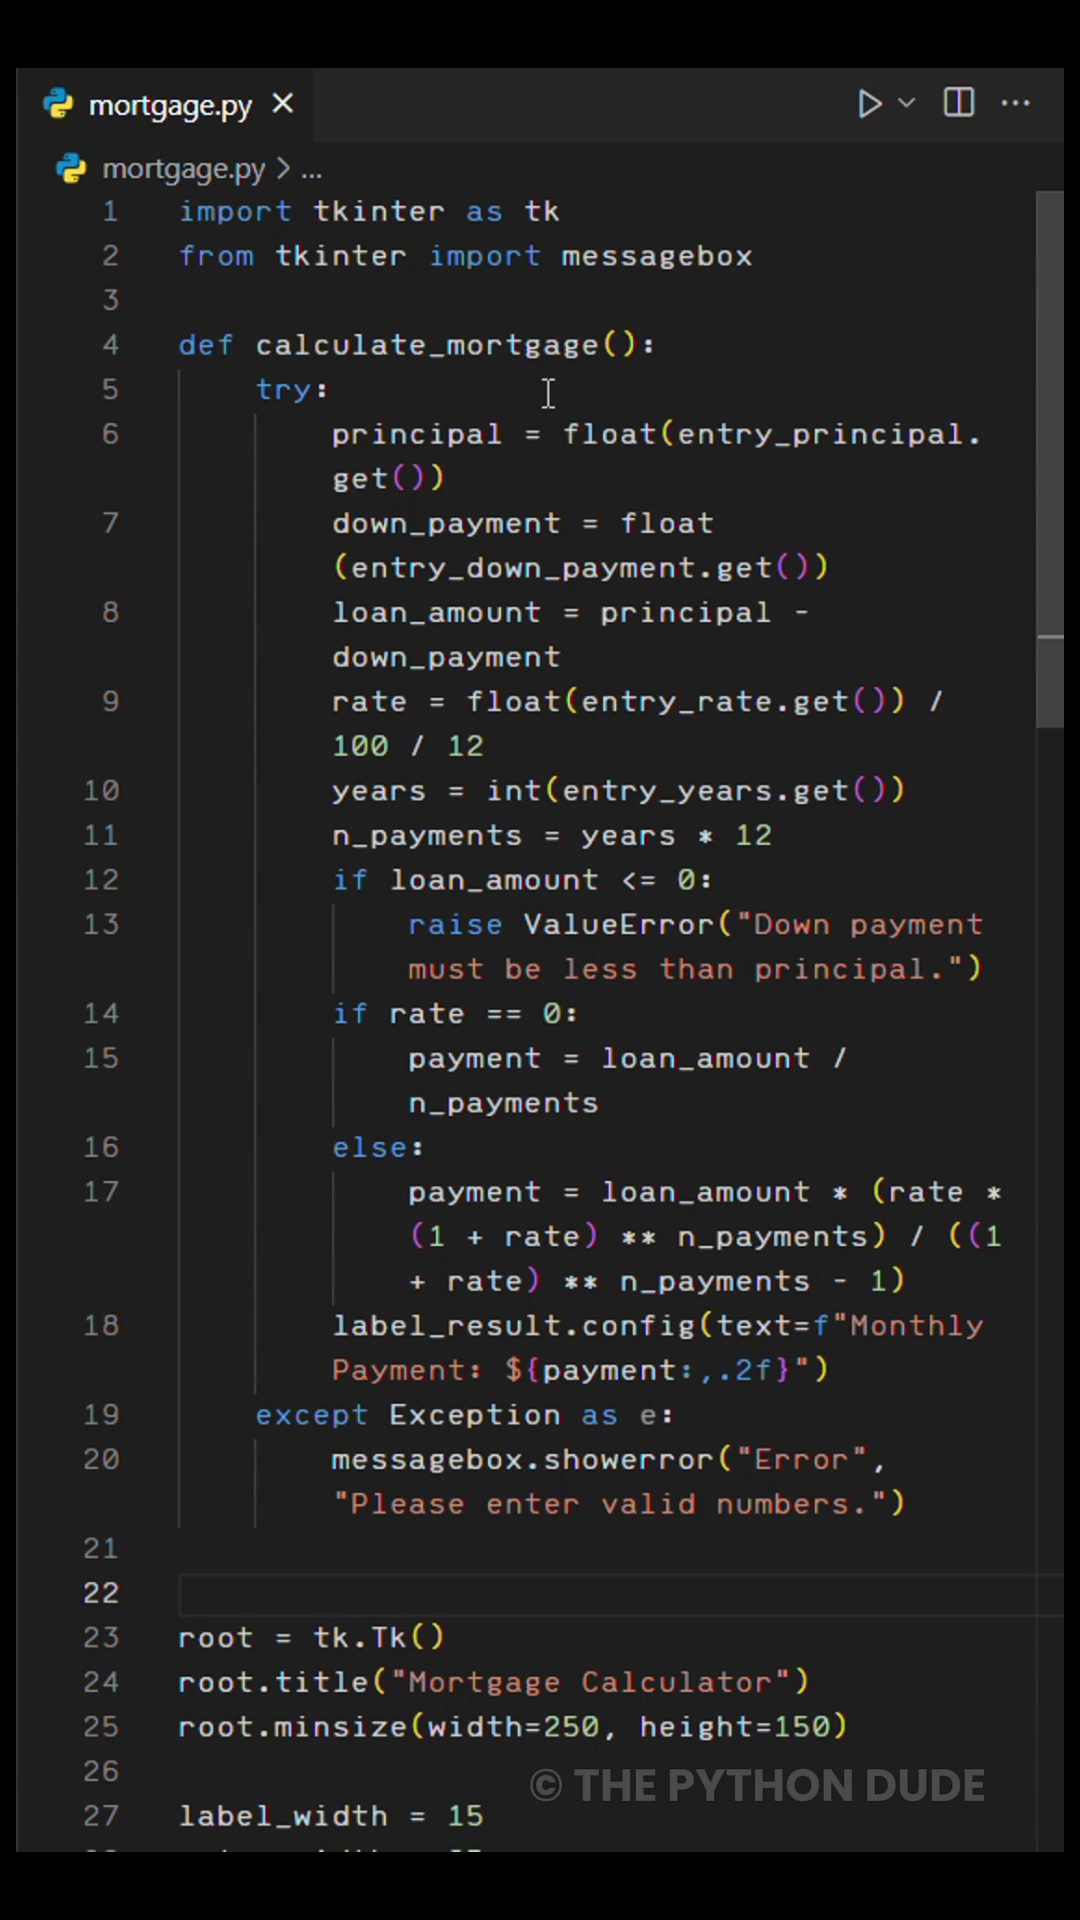 mortgage.py
mortgage.py > ...
1 import tkinter as tk
2 from tkinter import messagebox
3
4 def calculate_mortgage():
5 try:
6 principal = float(entry_principal.
get())
7 down_payment = float
(entry_down_payment.get())
8 loan_amount = principal -
down_payment
9 rate = float(entry_rate.get()) /
100 / 12
10 years = int(entry_years.get())
11 n_payments = years * 12
12 if loan_amount <= 0:
13 raise ValueError("Down payment
must be less than principal.")
14 if rate == 0:
15 payment = loan_amount /
n_payments
16 else:
17 payment = loan_amount * (rate *
(1 + rate) ** n_payments) / ((1
+ rate) ** n_payments - 1)
18 label_result.config(text=f"Monthly
Payment: ${payment:,.2f}")
19 except Exception as e:
20 messagebox.showerror("Error",
"Please enter valid numbers.")
21
22
23 root = tk.Tk()
24 root.title("Mortgage Calculator")
25 root.minsize(width=250, height=150)
26
© THE PYTHON DUDE
27 label_width = 15